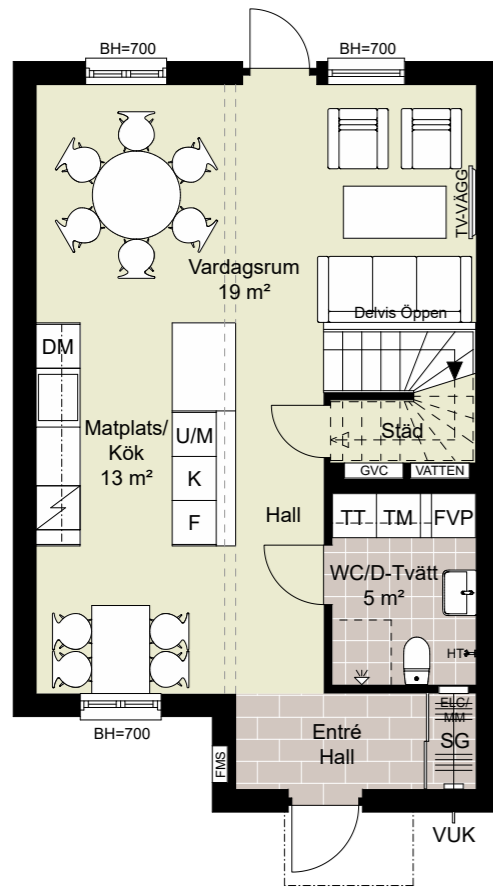 BH=700
BH=700
TV-VÄGG
Vardagsrum
19 m²
Delvis Öppen
DM
Matplats/
Kök
13 m²
U/M
K
F
Städ
GVC
VATTEN
Hall
TT
TM
FVP
WC/D-Tvätt
5 m²
HT
ELC/
MM
SG
Entré
Hall
BH=700
FMS
VUK